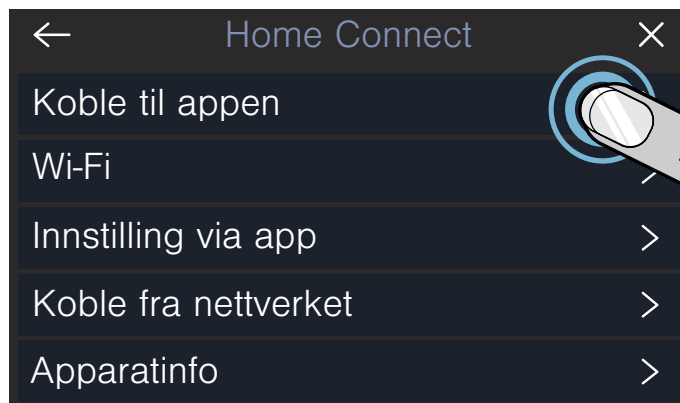 Home Connect
Koble til appen
Wi-Fi
Innstilling via app
Koble fra nettverket
Apparatinfo